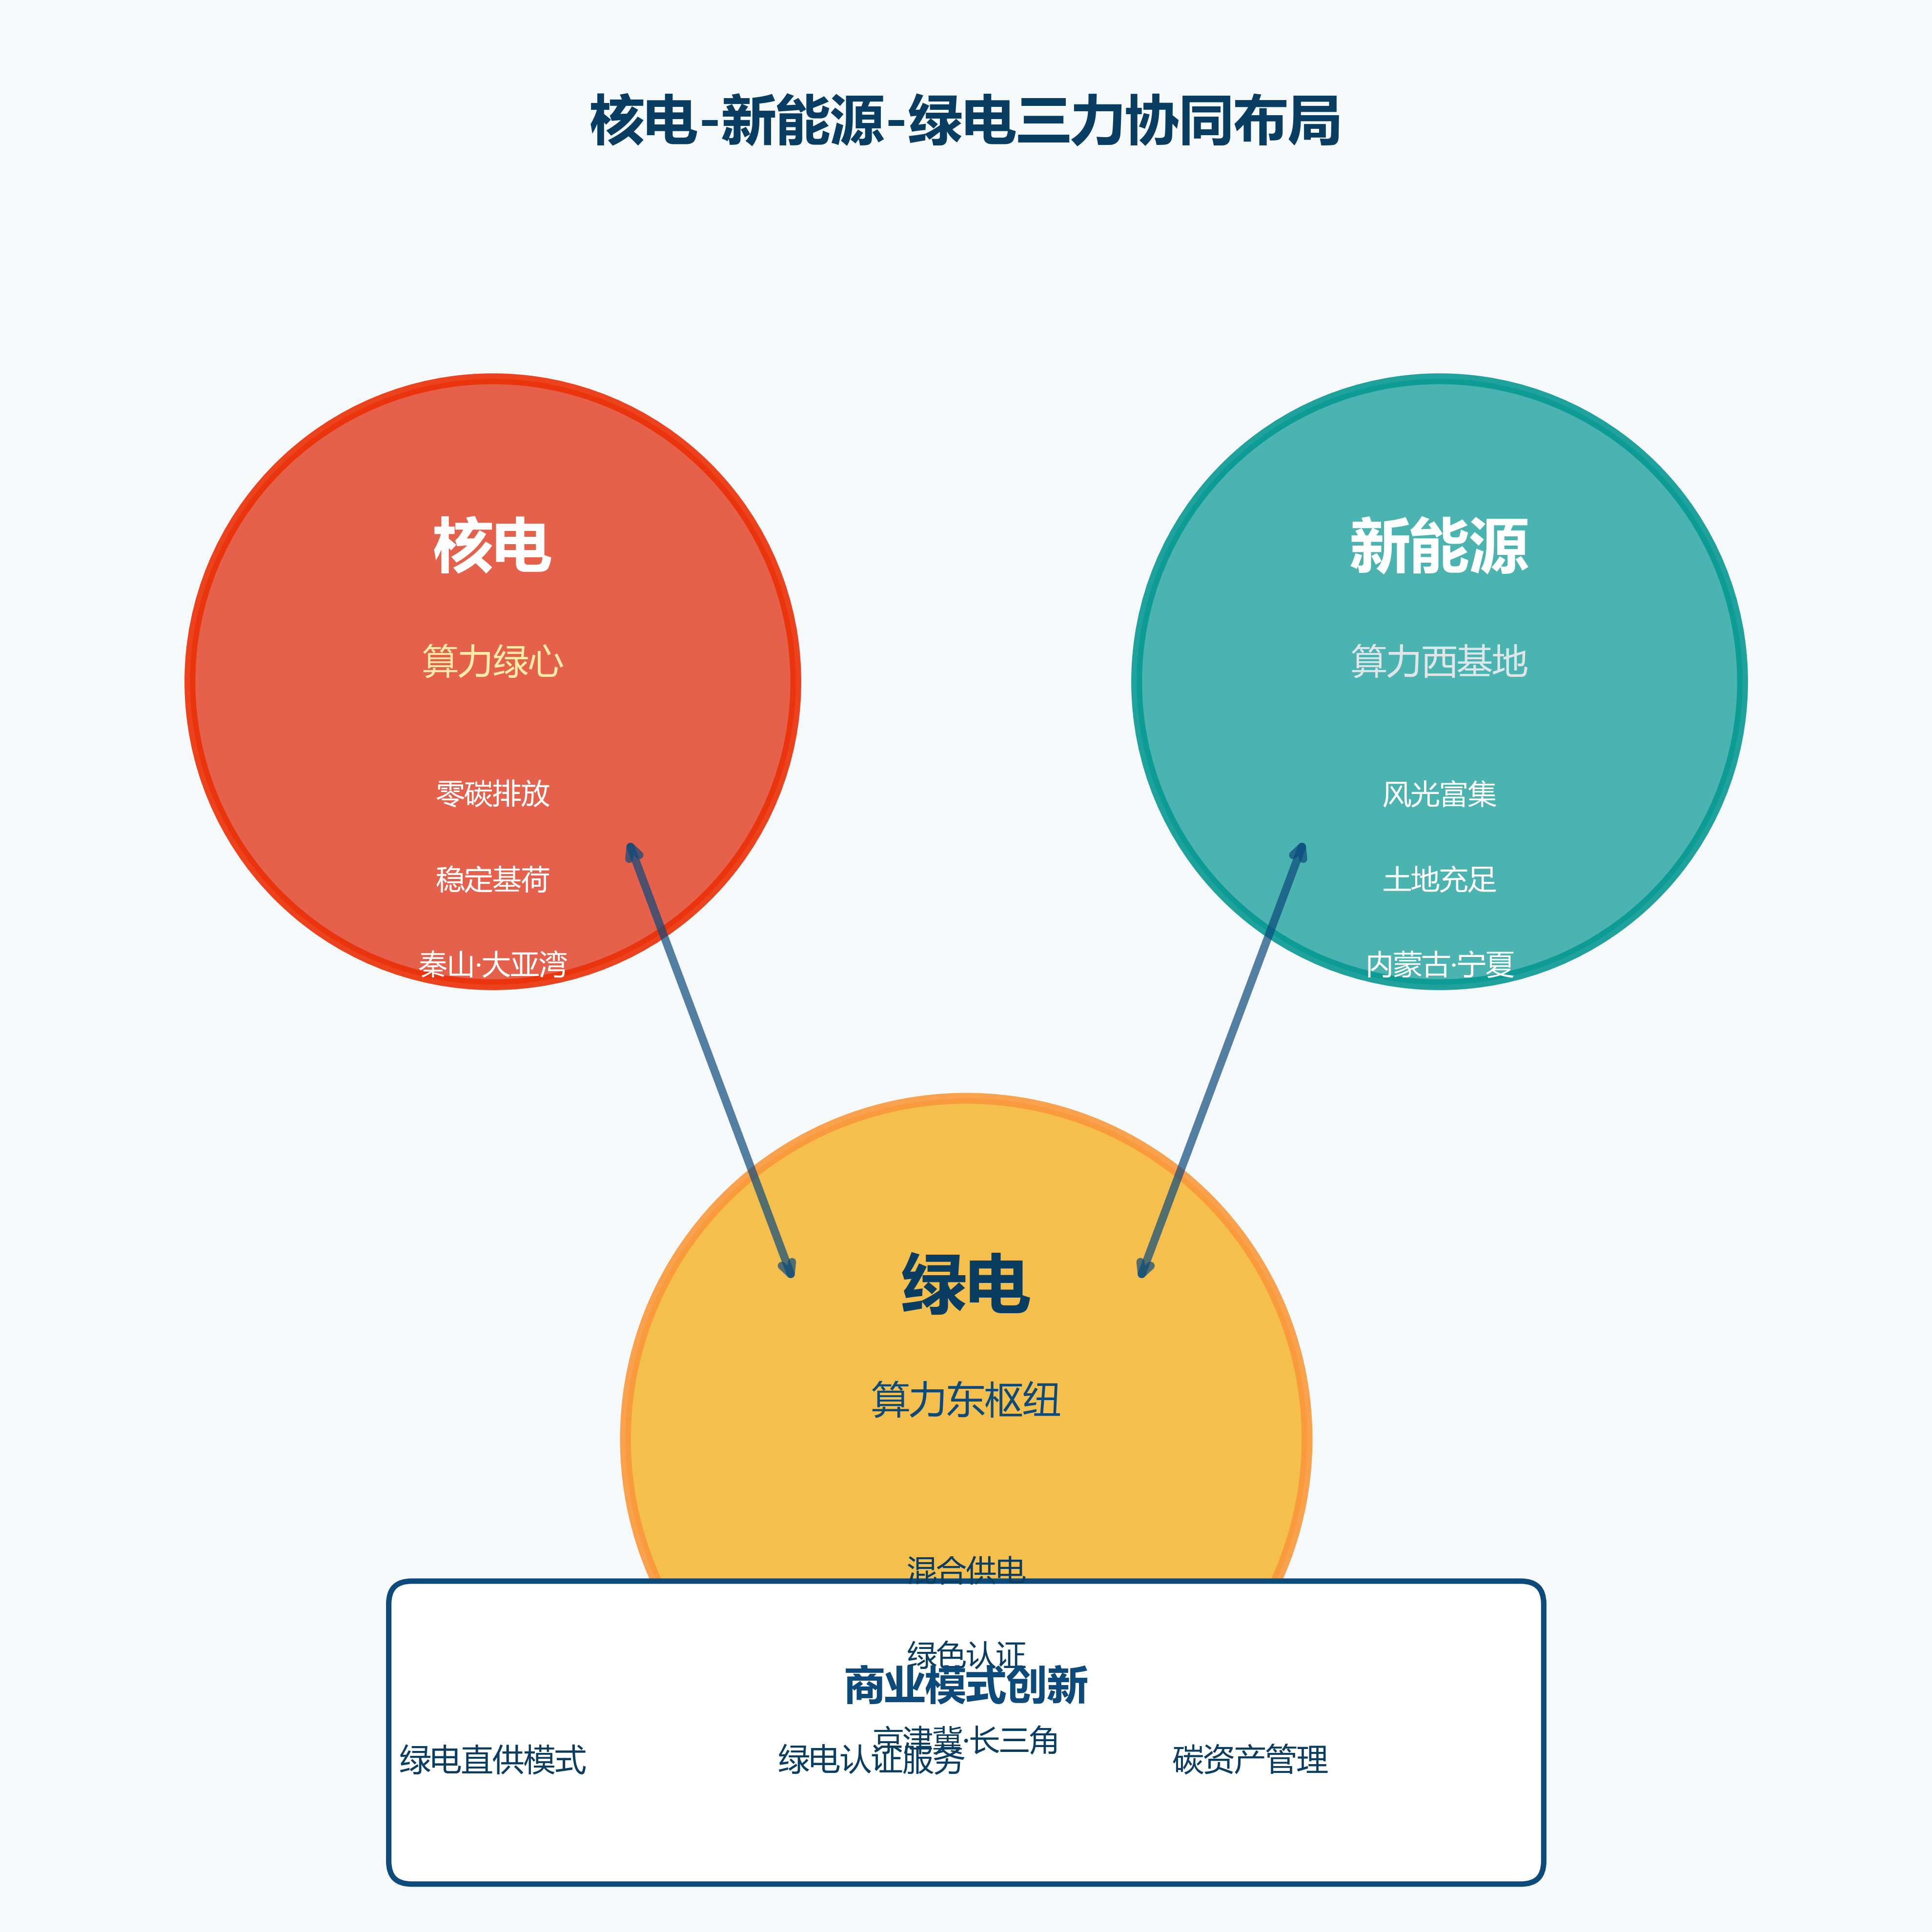 核电-新能源-绿电三力协同布局
核电
算力绿心
零碳排放
稳定基荷
秦山·大亚湾
新能源
算力西基地
风光富集
土地充足
内蒙古·宁夏
绿电
算力东枢纽
混合供电
绿色认证
京津冀·长三角
商业模式创新
绿电直供模式
绿电认证服务
碳资产管理